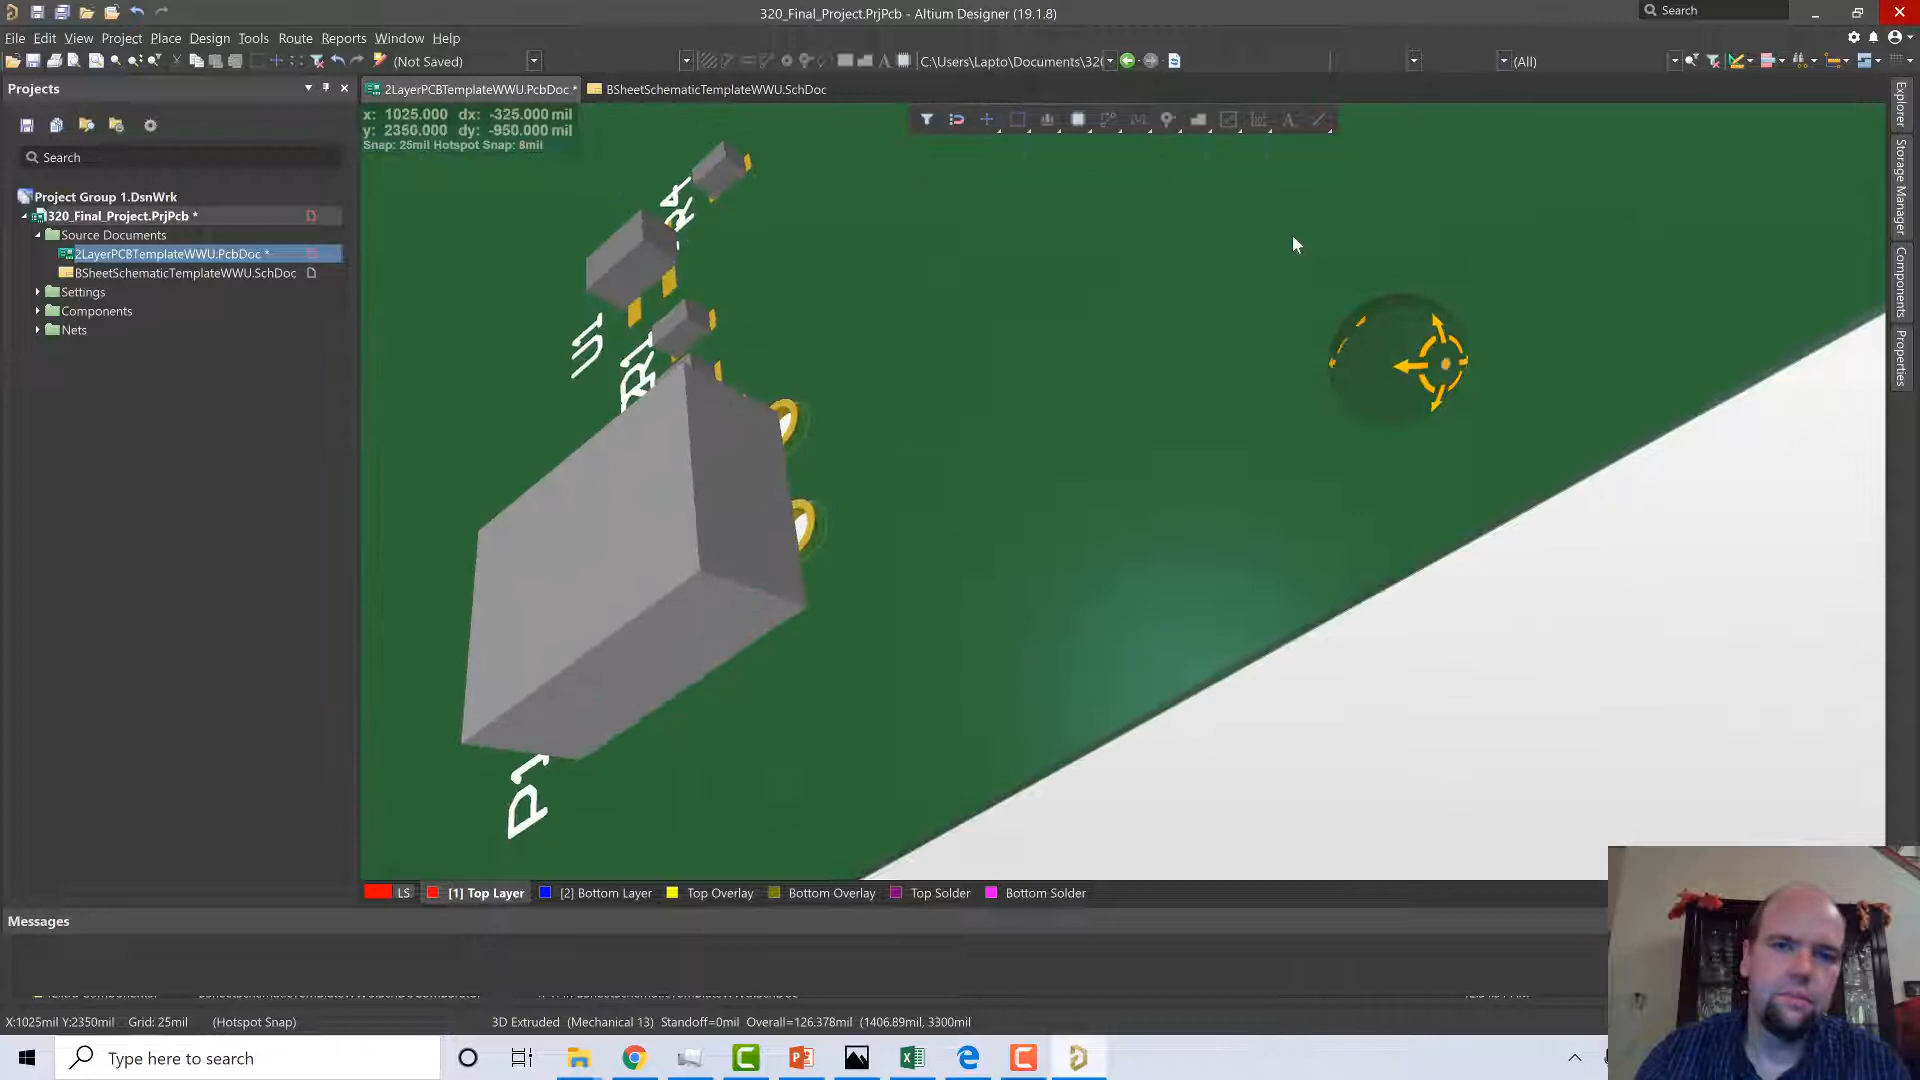 320_Final_Project.PrjPcb - Altium Designer (19.1.8)
Search
File Edit View Project Place Design Tools Route Reports Window Help
(Not Saved)
C:\Users\Lapto\Documents\320
(All)
Projects
2LayerPCBTemplateWWU.PcbDoc *
BSheetSchematicTemplateWWU.SchDoc
x: 1025.000 dx: -325.000 mil
y: 2350.000 dy: -950.000 mil
Snap: 25mil Hotspot Snap: 8mil
Search
Project Group 1.DsnWrk
320_Final_Project.PrjPcb *
Source Documents
2LayerPCBTemplateWWU.PcbDoc *
BSheetSchematicTemplateWWU.SchDoc
Settings
Components
Nets
R4
U1
R1
P1
Explorer
Storage Manager
Components
Properties
LS
[1] Top Layer
[2] Bottom Layer
Top Overlay
Bottom Overlay
Top Solder
Bottom Solder
Messages
X:1025mil Y:2350mil Grid: 25mil (Hotspot Snap)
3D Extruded (Mechanical 13) Standoff=0mil Overall=126.378mil (1406.89mil, 3300mil)
Type here to search